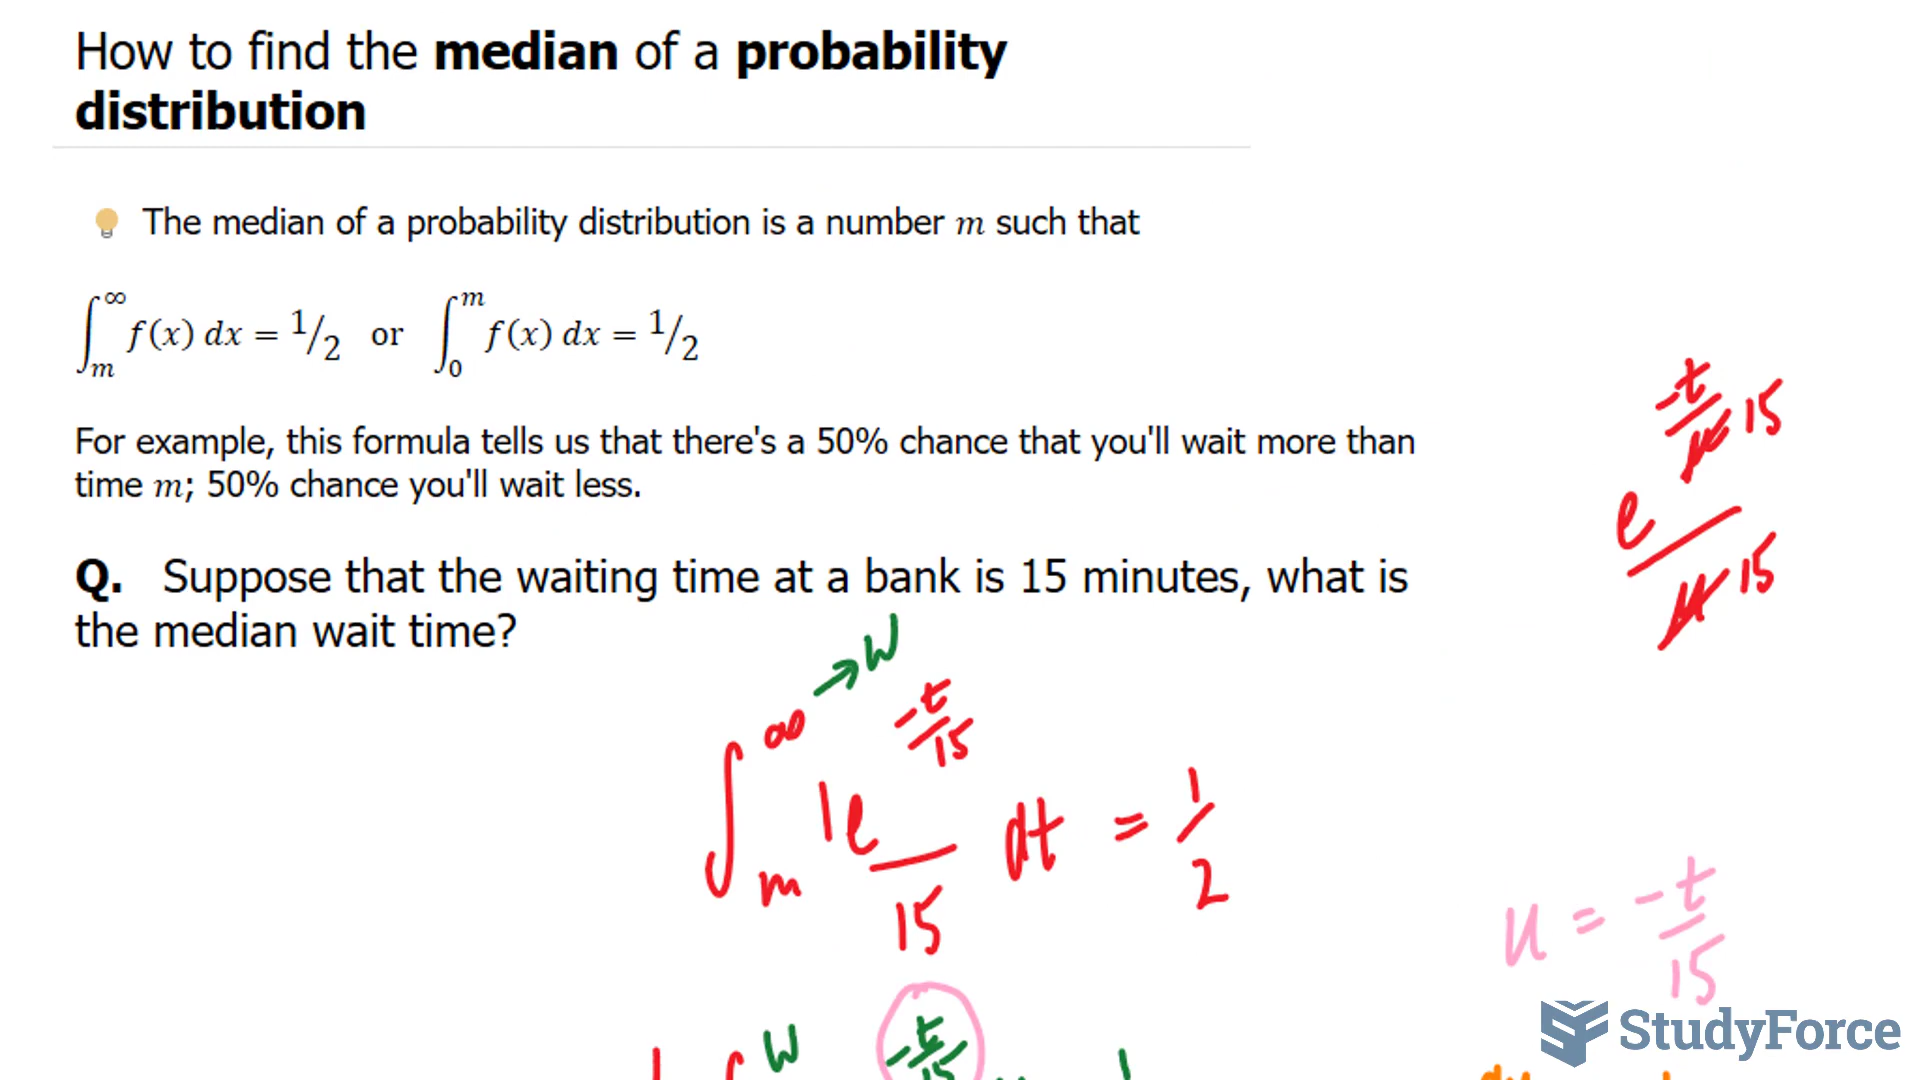 How to find the median of a probability
distribution
The median of a probability distribution is a number m such that
∫_m^∞ f(x) dx = 1/2 or ∫_0^m f(x) dx = 1/2
For example, this formula tells us that there's a 50% chance that you'll wait more than
time m; 50% chance you'll wait less.
-t/μ 15
e
μ 15
Q. Suppose that the waiting time at a bank is 15 minutes, what is
the median wait time?
∫_m^∞ → W 1e^(-t/15)/15 dt = 1/2
u = -t/15
W -t/15
StudyForce